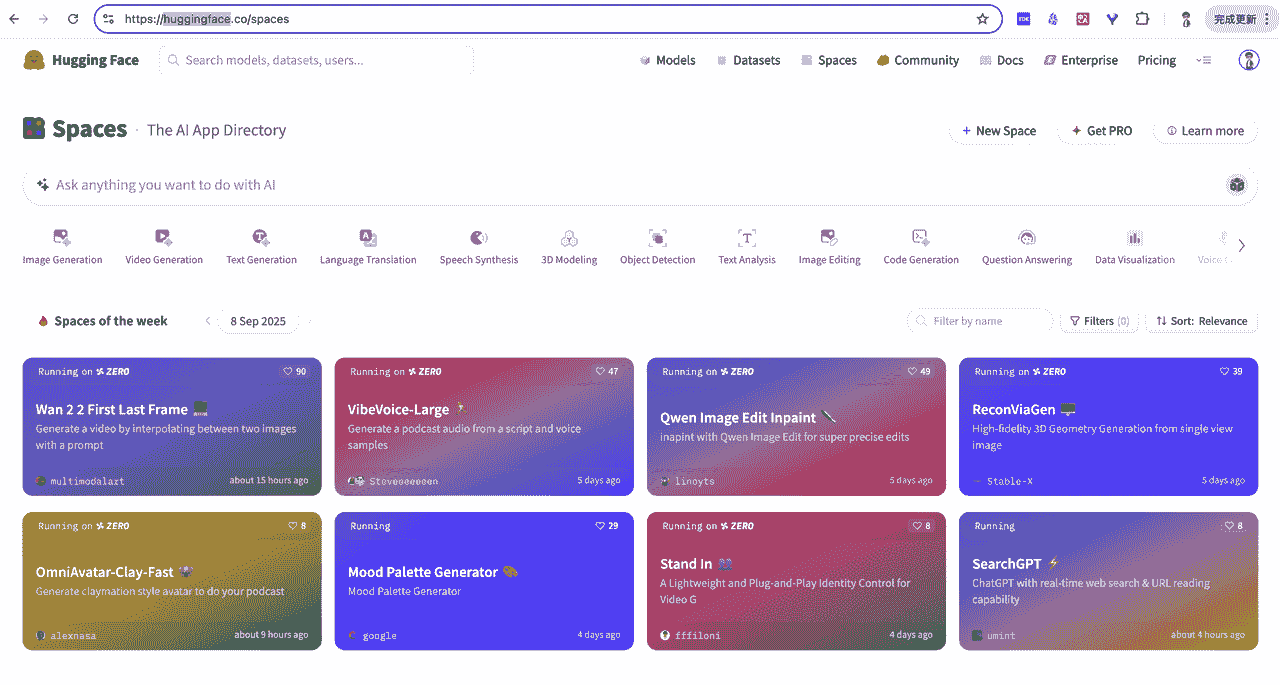 https://huggingface.co/spaces
完成更新
Hugging Face
Search models, datasets, users...
Models
Datasets
Spaces
Community
Docs
Enterprise
Pricing
Spaces · The AI App Directory
+ New Space
Get PRO
Learn more
Ask anything you want to do with AI
Image Generation
Video Generation
Text Generation
Language Translation
Speech Synthesis
3D Modeling
Object Detection
Text Analysis
Image Editing
Code Generation
Question Answering
Data Visualization
Voice
Spaces of the week
8 Sep 2025
Filter by name
Filters (0)
Sort: Relevance
Running on ZERO
90
Wan 2 2 First Last Frame
Generate a video by interpolating between two images
with a prompt
multimodalart
about 15 hours ago
Running on ZERO
47
VibeVoice-Large
Generate a podcast audio from a script and voice
samples
Steveeeeeeen
5 days ago
Running on ZERO
49
Qwen Image Edit Inpaint
inapint with Qwen Image Edit for super precise edits
linoyts
5 days ago
Running on ZERO
39
ReconViaGen
High-fidelity 3D Geometry Generation from single view
image
Stable-X
5 days ago
Running on ZERO
8
OmniAvatar-Clay-Fast
Generate claymation style avatar to do your podcast
alexnasa
about 9 hours ago
Running
29
Mood Palette Generator
Mood Palette Generator
google
4 days ago
Running on ZERO
8
Stand In
A Lightweight and Plug-and-Play Identity Control for
Video G
fffiloni
4 days ago
Running
8
SearchGPT
ChatGPT with real-time web search & URL reading
capability
umint
about 4 hours ago